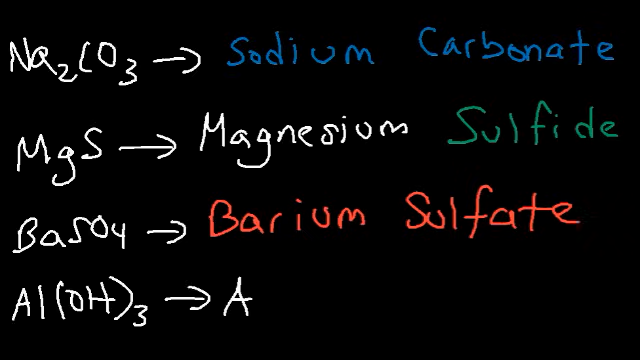 Na₂CO₃ → Sodium Carbonate
MgS → Magnesium Sulfide
BaSO₄ → Barium Sulfate
Al(OH)₃ → A